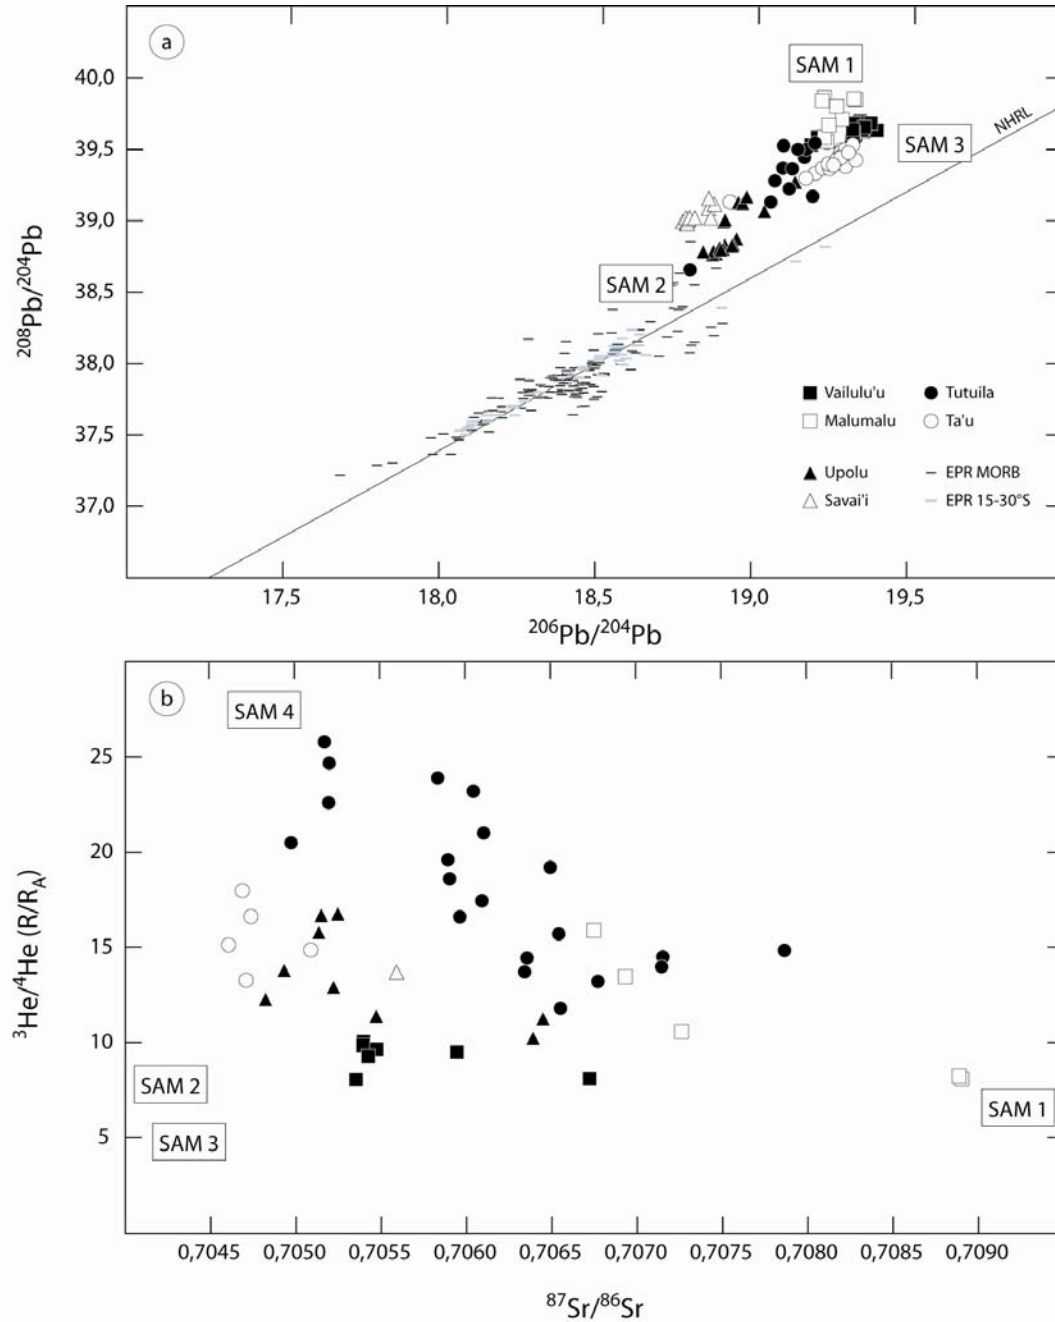 a
SAM 1
40,0
NHRL
39,5
SAM 3
39,0
²⁰⁸Pb/²⁰⁴Pb
38,5
SAM 2
38,0
Vailulu'u
Tutuila
Malumalu
Ta'u
37,5
Upolu
EPR MORB
Savai'i
EPR 15-30°S
37,0
17,5 18,0 18,5 19,0 19,5
²⁰⁶Pb/²⁰⁴Pb
b
SAM 4
25
20
³He/⁴He (R/R_A)
15
10
SAM 2
SAM 1
SAM 3
5
0,7045 0,7050 0,7055 0,7060 0,7065 0,7070 0,7075 0,7080 0,7085 0,7090
⁸⁷Sr/⁸⁶Sr